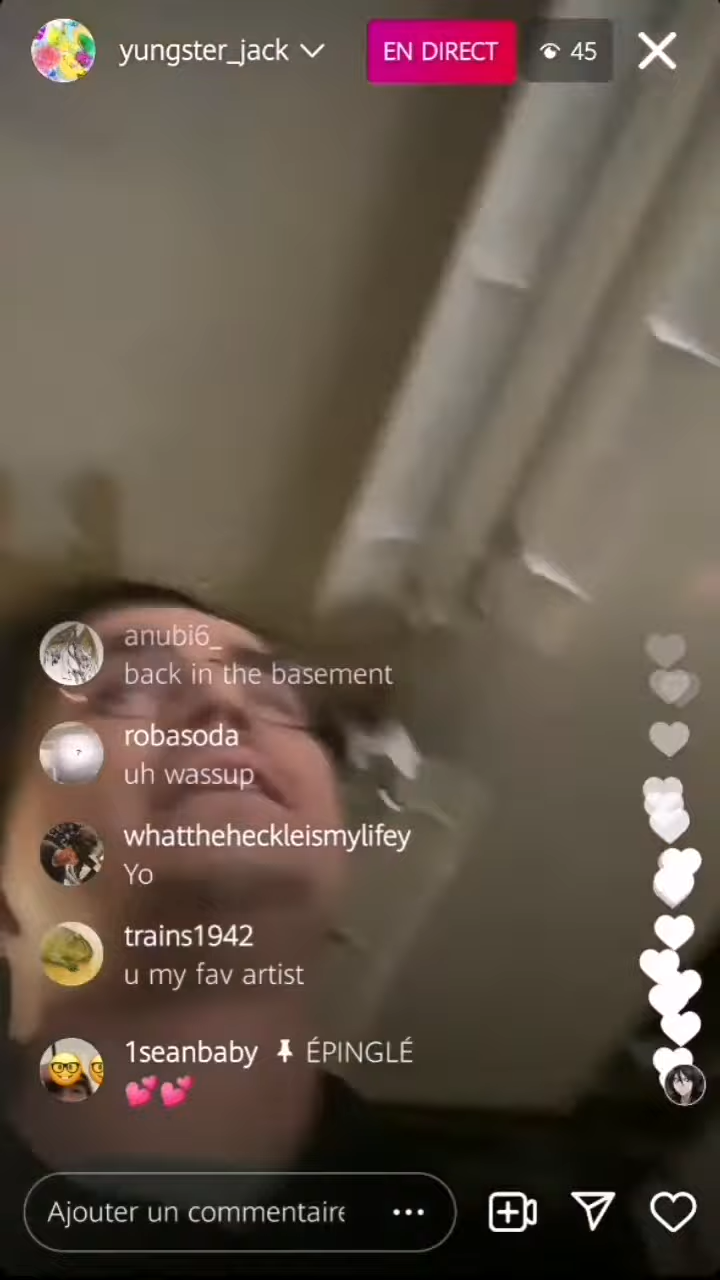 yungster_jack
EN DIRECT
45
anubi6_
back in the basement
robasoda
uh wassup
whattheheckleismylifey
Yo
trains1942
u my fav artist
1seanbaby ÉPINGLÉ
💕💕
Ajouter un commentaire